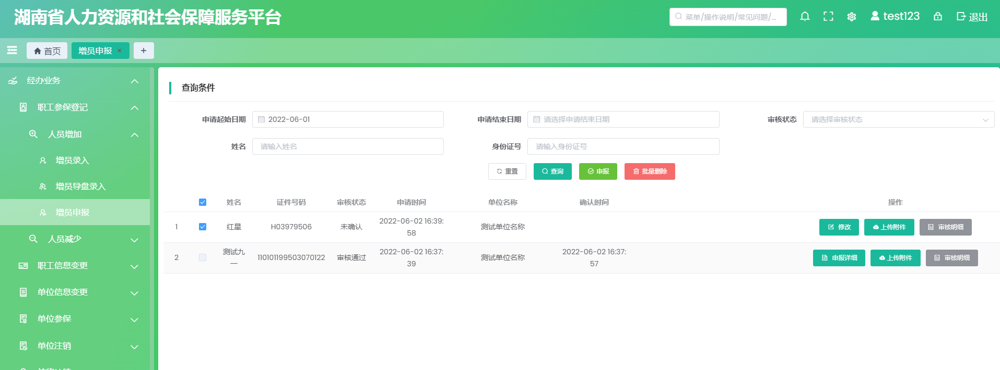 湖南省人力资源和社会保障服务平台
菜单/操作说明/常见问题/...
test123
退出
首页
增员申报 ×
+
经办业务
职工参保登记
人员增加
增员录入
增员导盘录入
增员申报
人员减少
职工信息变更
单位信息变更
单位参保
单位注销
查询条件
申请起始日期 2022-06-01 申请结束日期 请选择申请结束日期 审核状态 请选择审核状态
姓名 请输入姓名 身份证号 请输入身份证号
重置 查询 申报 批量删除
姓名 证件号码 审核状态 申请时间 单位名称 确认时间 操作
1 红星 H03979506 未确认 2022-06-02 16:39:58 测试单位名称 修改 上传附件 审核明细
2 测试九一 110101199503070122 审核通过 2022-06-02 16:37:39 测试单位名称 2022-06-02 16:37:57 申报详细 上传附件 审核明细